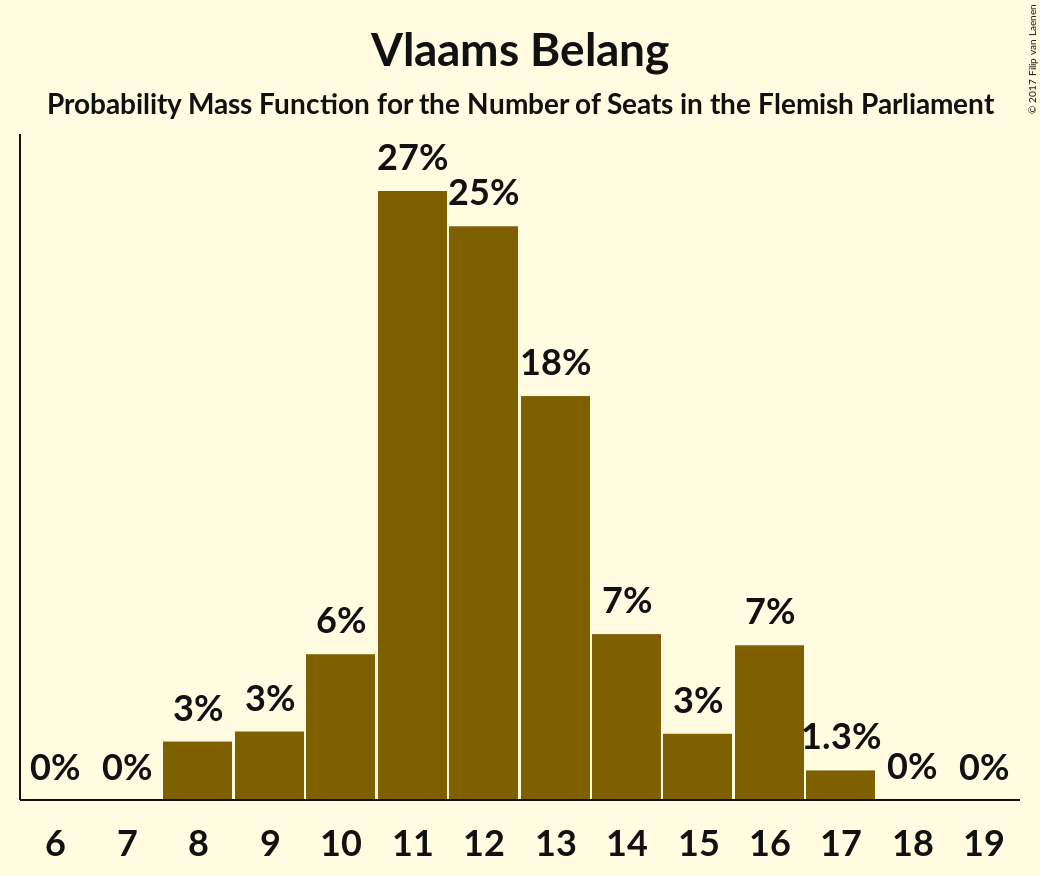 Vlaams Belang
Probability Mass Function for the Number of Seats in the Flemish Parliament
© 2017 Filip van Laenen
0% 0% 3% 3% 6% 27% 25% 18% 7% 3% 7% 1.3% 0% 0%
6 7 8 9 10 11 12 13 14 15 16 17 18 19